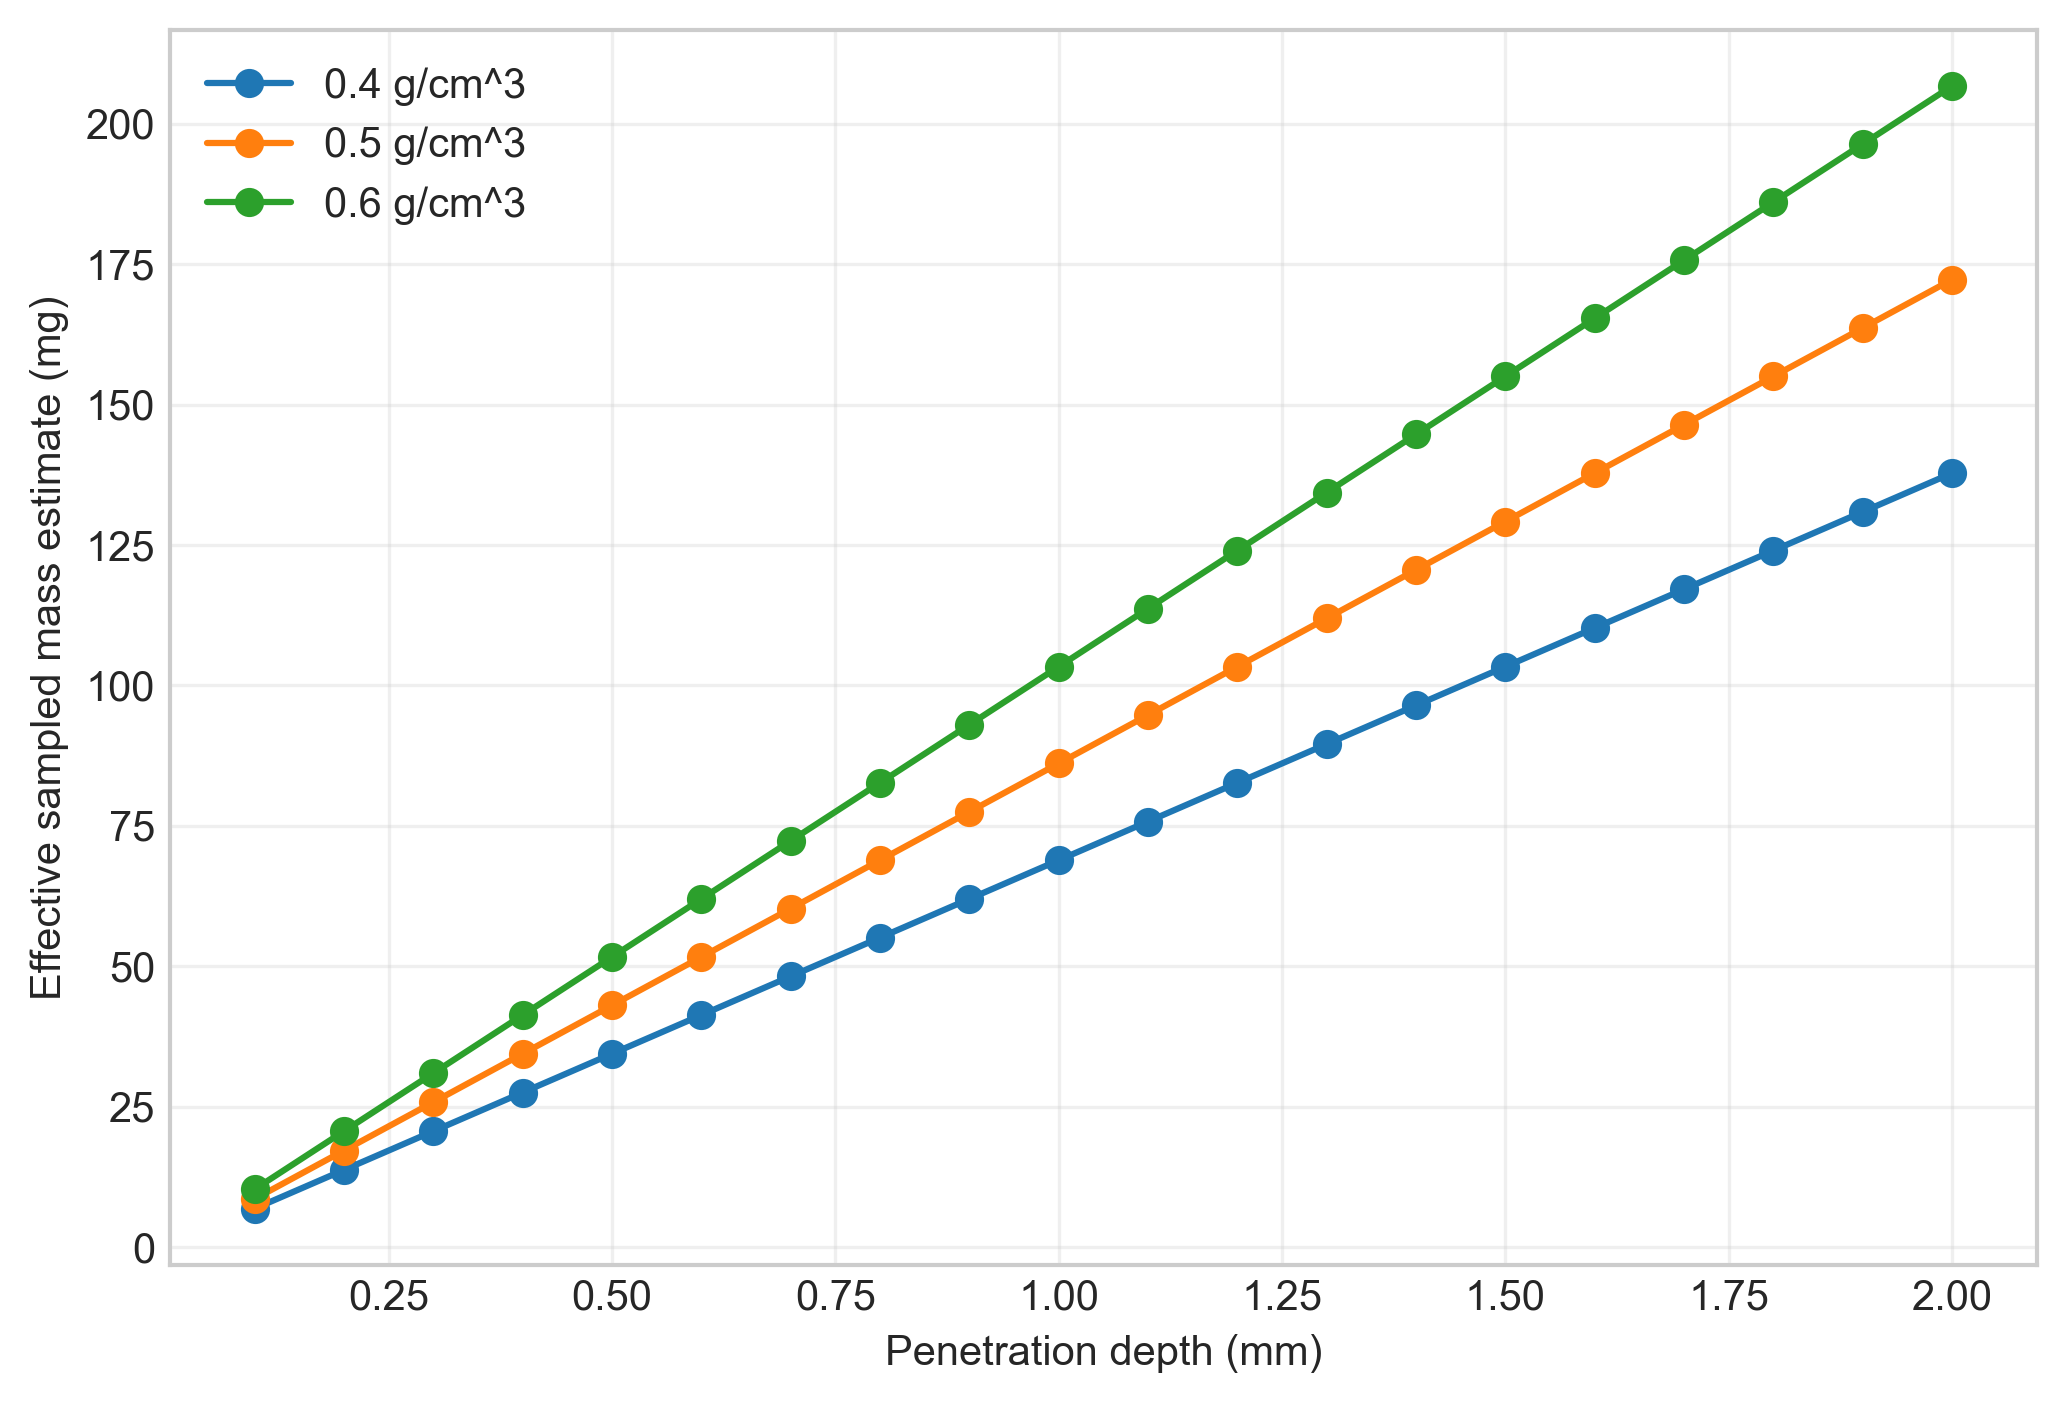 0.4 g/cm^3
0.5 g/cm^3
0.6 g/cm^3
Effective sampled mass estimate (mg)
200
175
150
125
100
75
50
25
0
0.25 0.50 0.75 1.00 1.25 1.50 1.75 2.00
Penetration depth (mm)